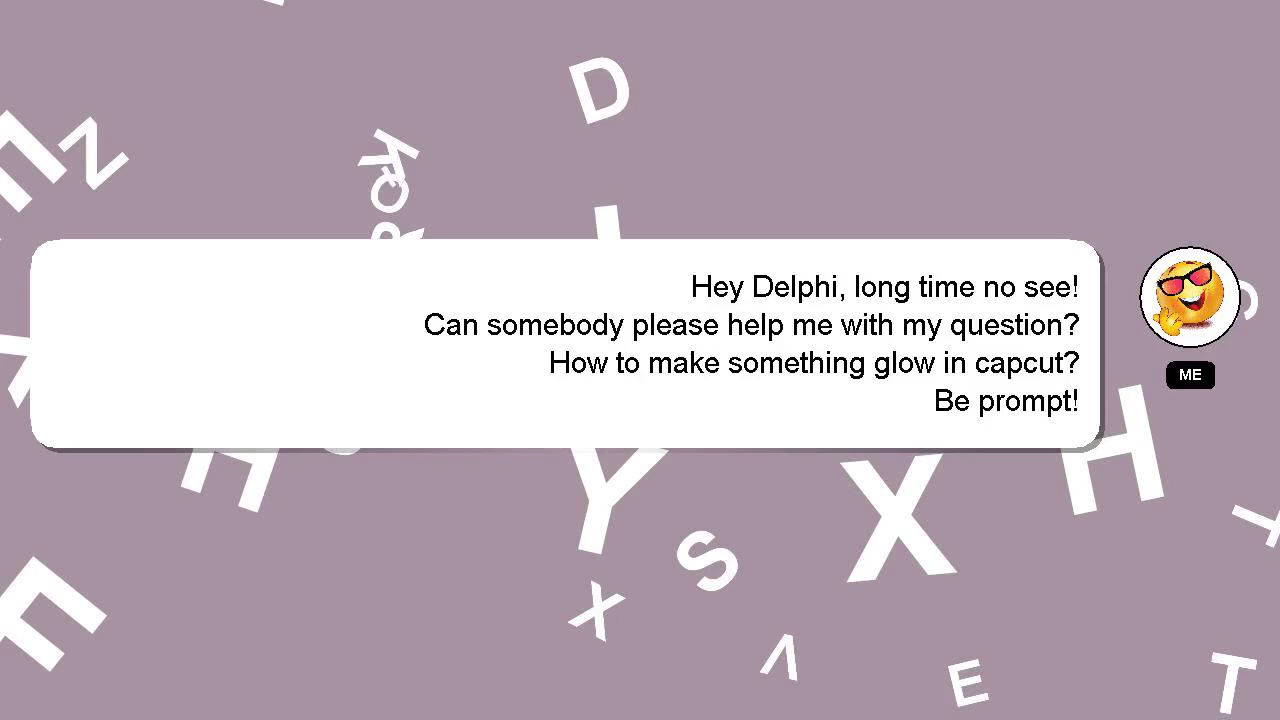 Hey Delphi, long time no see!
Can somebody please help me with my question?
How to make something glow in capcut?
Be prompt!
ME
D
Z
K
H
Y
X
H
S
X
V
E
T